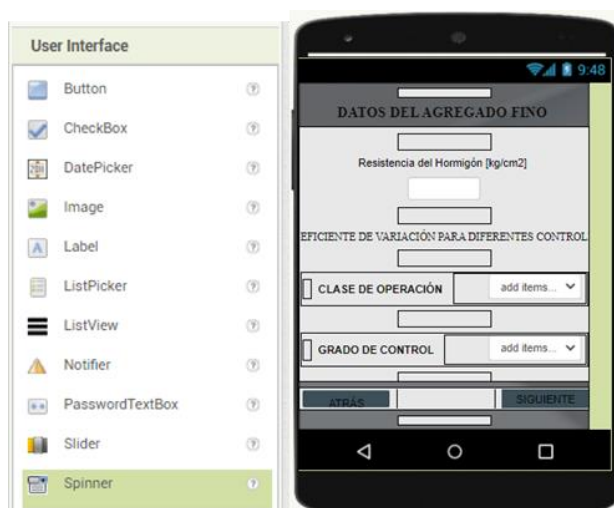 User Interface
Button
CheckBox
DatePicker
Image
Label
ListPicker
ListView
Notifier
PasswordTextBox
Slider
Spinner
9:48
DATOS DEL AGREGADO FINO
Resistencia del Hormigón [kg/cm2]
EFICIENTE DE VARIACIÓN PARA DIFERENTES CONTROL
CLASE DE OPERACIÓN add items...
GRADO DE CONTROL add items...
ATRÁS SIGUIENTE